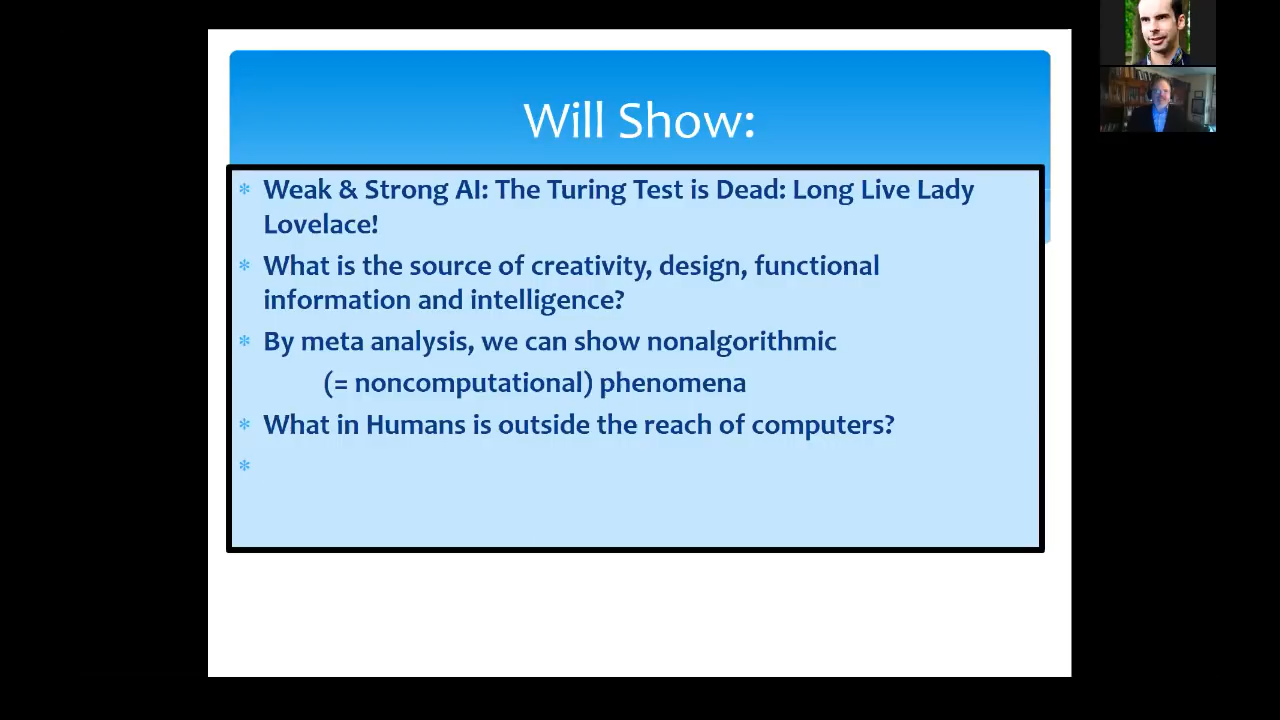 Will Show:
* Weak & Strong AI: The Turing Test is Dead: Long Live Lady
Lovelace!
* What is the source of creativity, design, functional
information and intelligence?
* By meta analysis, we can show nonalgorithmic
(= noncomputational) phenomena
* What in Humans is outside the reach of computers?
*